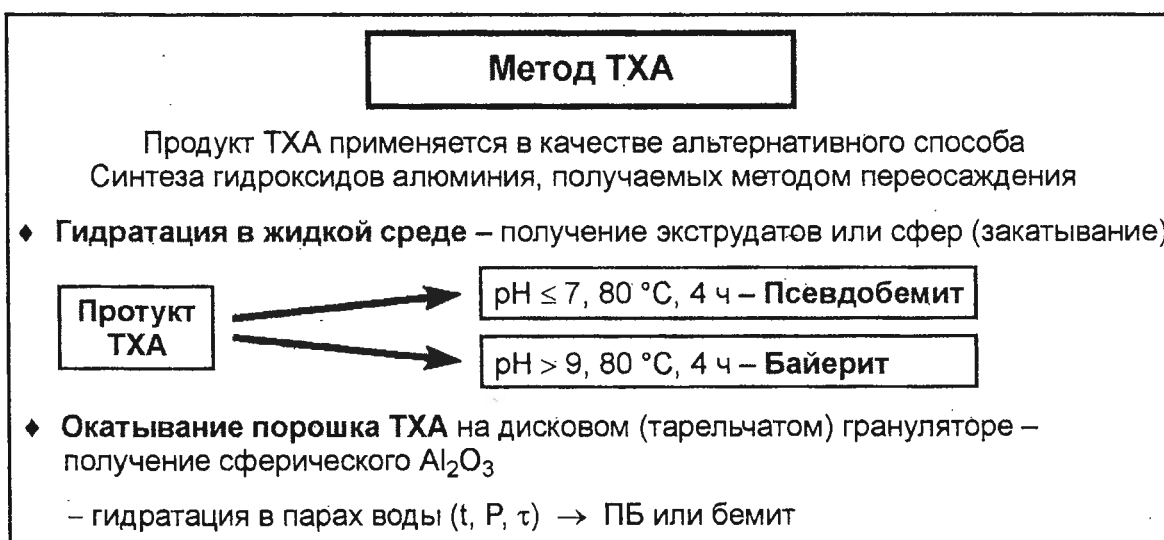 Метод ТХА
Продукт ТХА применяется в качестве альтернативного способа
Синтеза гидроксидов алюминия, получаемых методом переосаждения
♦ Гидратация в жидкой среде – получение экструдатов или сфер (закатывание)
Протукт
ТХА
pH ≤ 7, 80 °C, 4 ч – Псевдобемит
pH > 9, 80 °C, 4 ч – Байерит
♦ Окатывание порошка ТХА на дисковом (тарельчатом) грануляторе –
получение сферического Al₂O₃
– гидратация в парах воды (t, P, τ) → ПБ или бемит